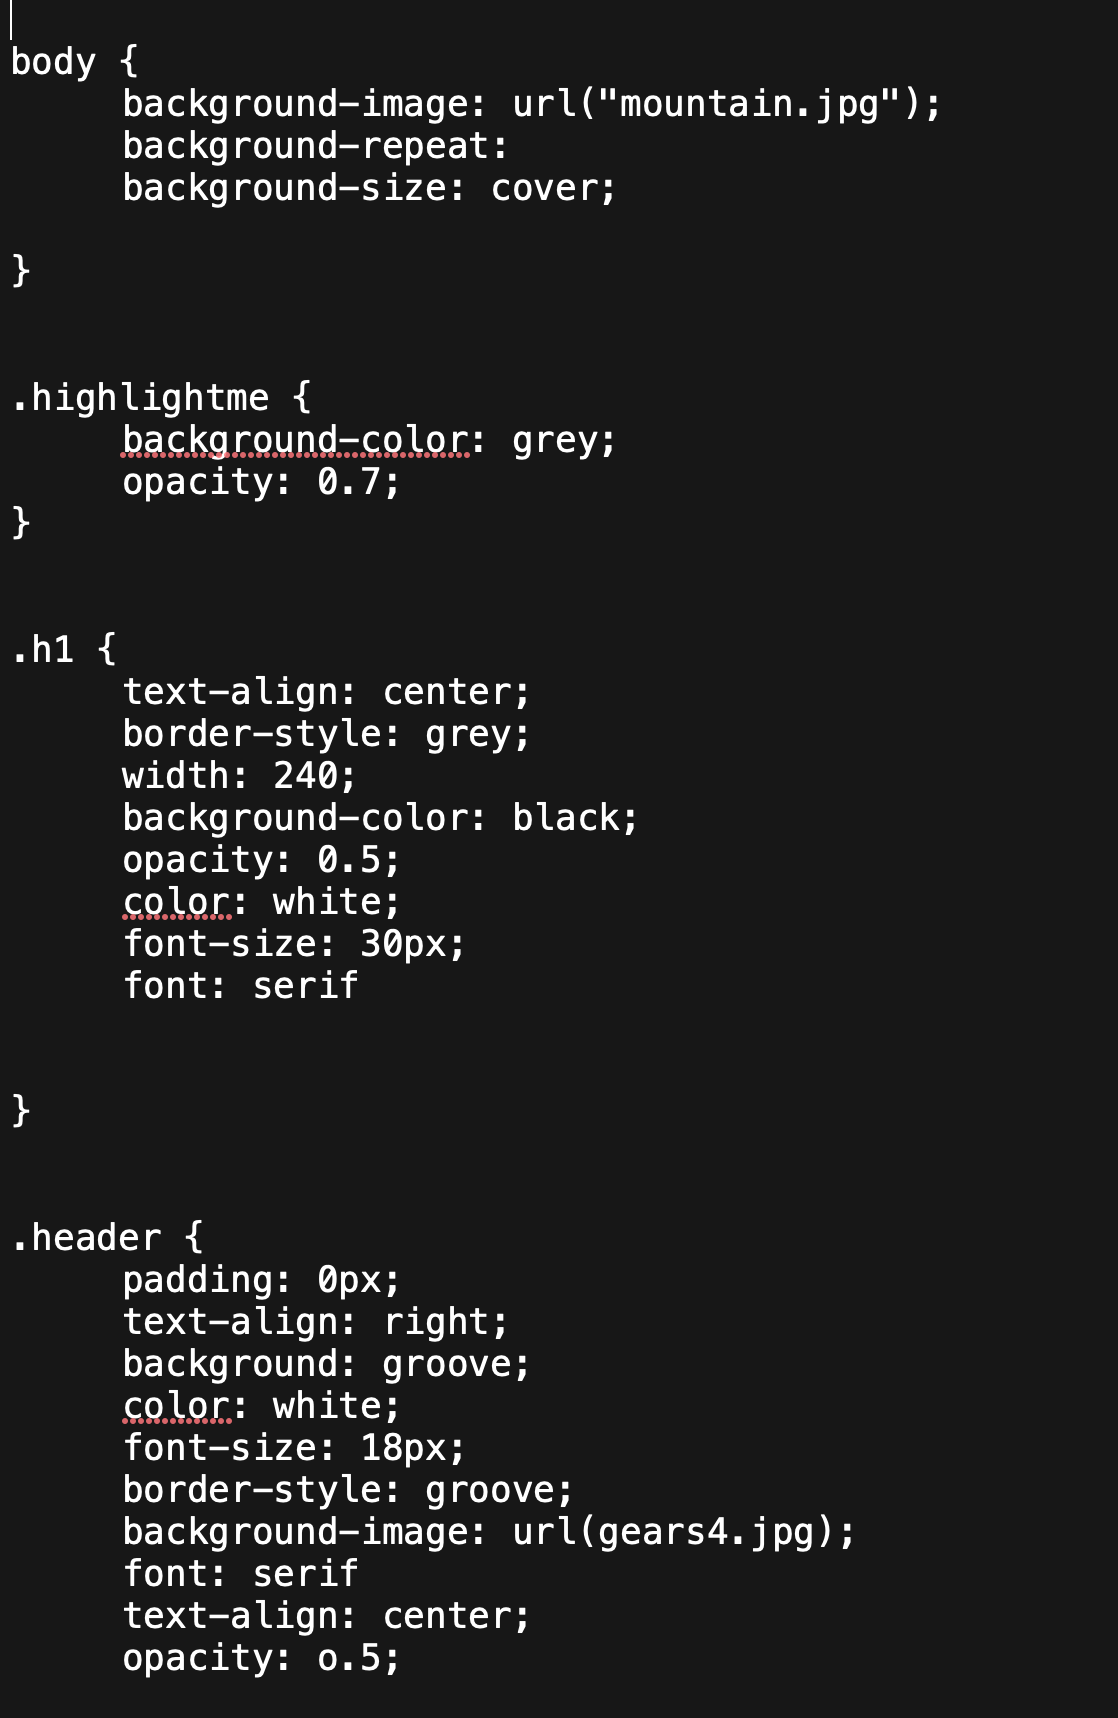 body {
background-image: url("mountain.jpg");
background-repeat:
background-size: cover;
}
.highlightme {
background-color: grey;
opacity: 0.7;
}
.h1 {
text-align: center;
border-style: grey;
width: 240;
background-color: black;
opacity: 0.5;
color: white;
font-size: 30px;
font: serif
}
.header {
padding: 0px;
text-align: right;
background: groove;
color: white;
font-size: 18px;
border-style: groove;
background-image: url(gears4.jpg);
font: serif
text-align: center;
opacity: o.5;